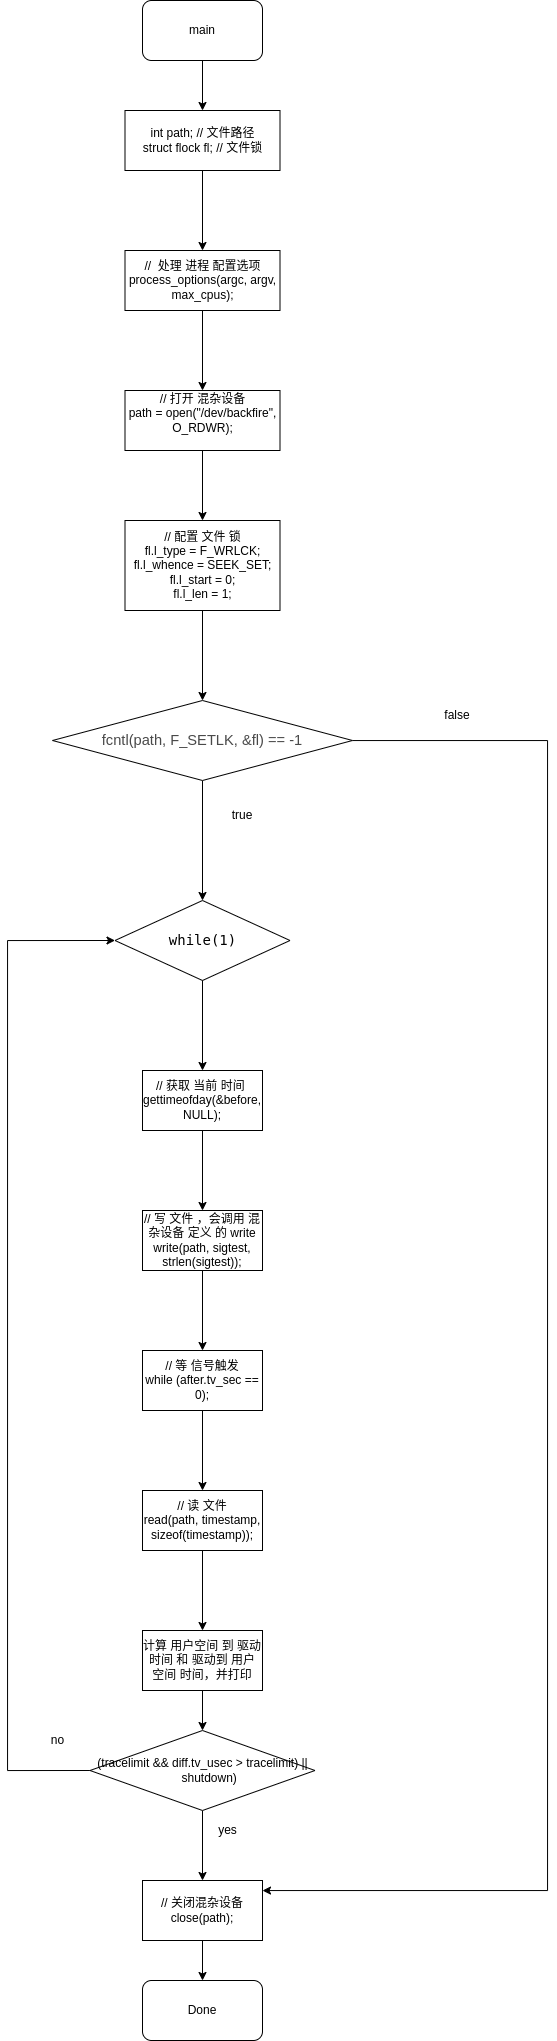 main
int path; // 文件路径
struct flock fl; // 文件锁
// 处理 进程 配置选项
process_options(argc, argv,
max_cpus);
// 打开 混杂设备
path = open("/dev/backfire",
O_RDWR);
// 配置 文件 锁
fl.l_type = F_WRLCK;
fl.l_whence = SEEK_SET;
fl.l_start = 0;
fl.l_len = 1;
fcntl(path, F_SETLK, &fl) == -1
false
true
while(1)
// 获取 当前 时间
gettimeofday(&before,
NULL);
// 写 文件 ，会调用 混
杂设备 定义 的 write
write(path, sigtest,
strlen(sigtest));
// 等 信号触发
while (after.tv_sec ==
0);
// 读 文件
read(path, timestamp,
sizeof(timestamp));
计算 用户空间 到 驱动
时间 和 驱动到 用户
空间 时间，并打印
no
(tracelimit && diff.tv_usec > tracelimit) ||
shutdown)
yes
// 关闭混杂设备
close(path);
Done